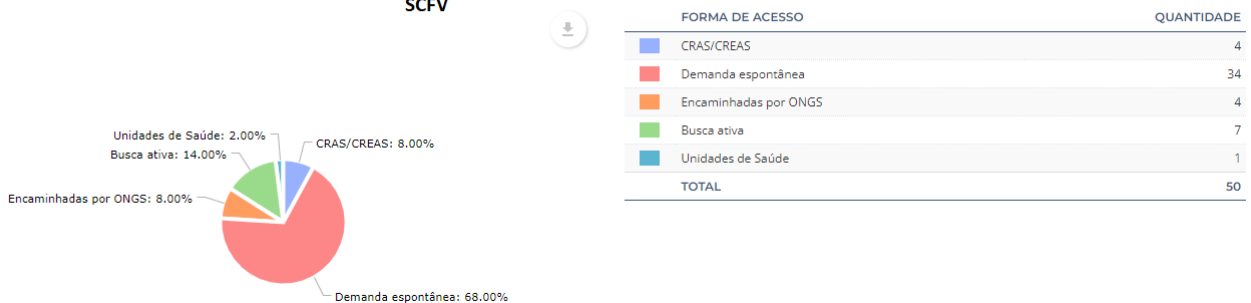 SCFV
Unidades de Saúde: 2.00%
CRAS/CREAS: 8.00%
Busca ativa: 14.00%
Encaminhadas por ONGS: 8.00%
Demanda espontânea: 68.00%
FORMA DE ACESSO QUANTIDADE
CRAS/CREAS 4
Demanda espontânea 34
Encaminhadas por ONGS 4
Busca ativa 7
Unidades de Saúde 1
TOTAL 50